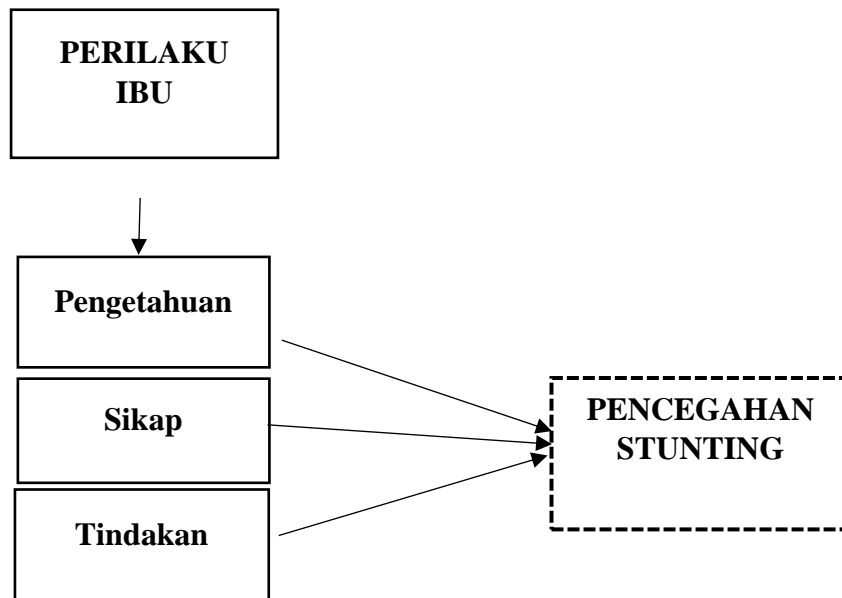 PERILAKU
IBU
Pengetahuan
Sikap
Tindakan
PENCEGAHAN
STUNTING